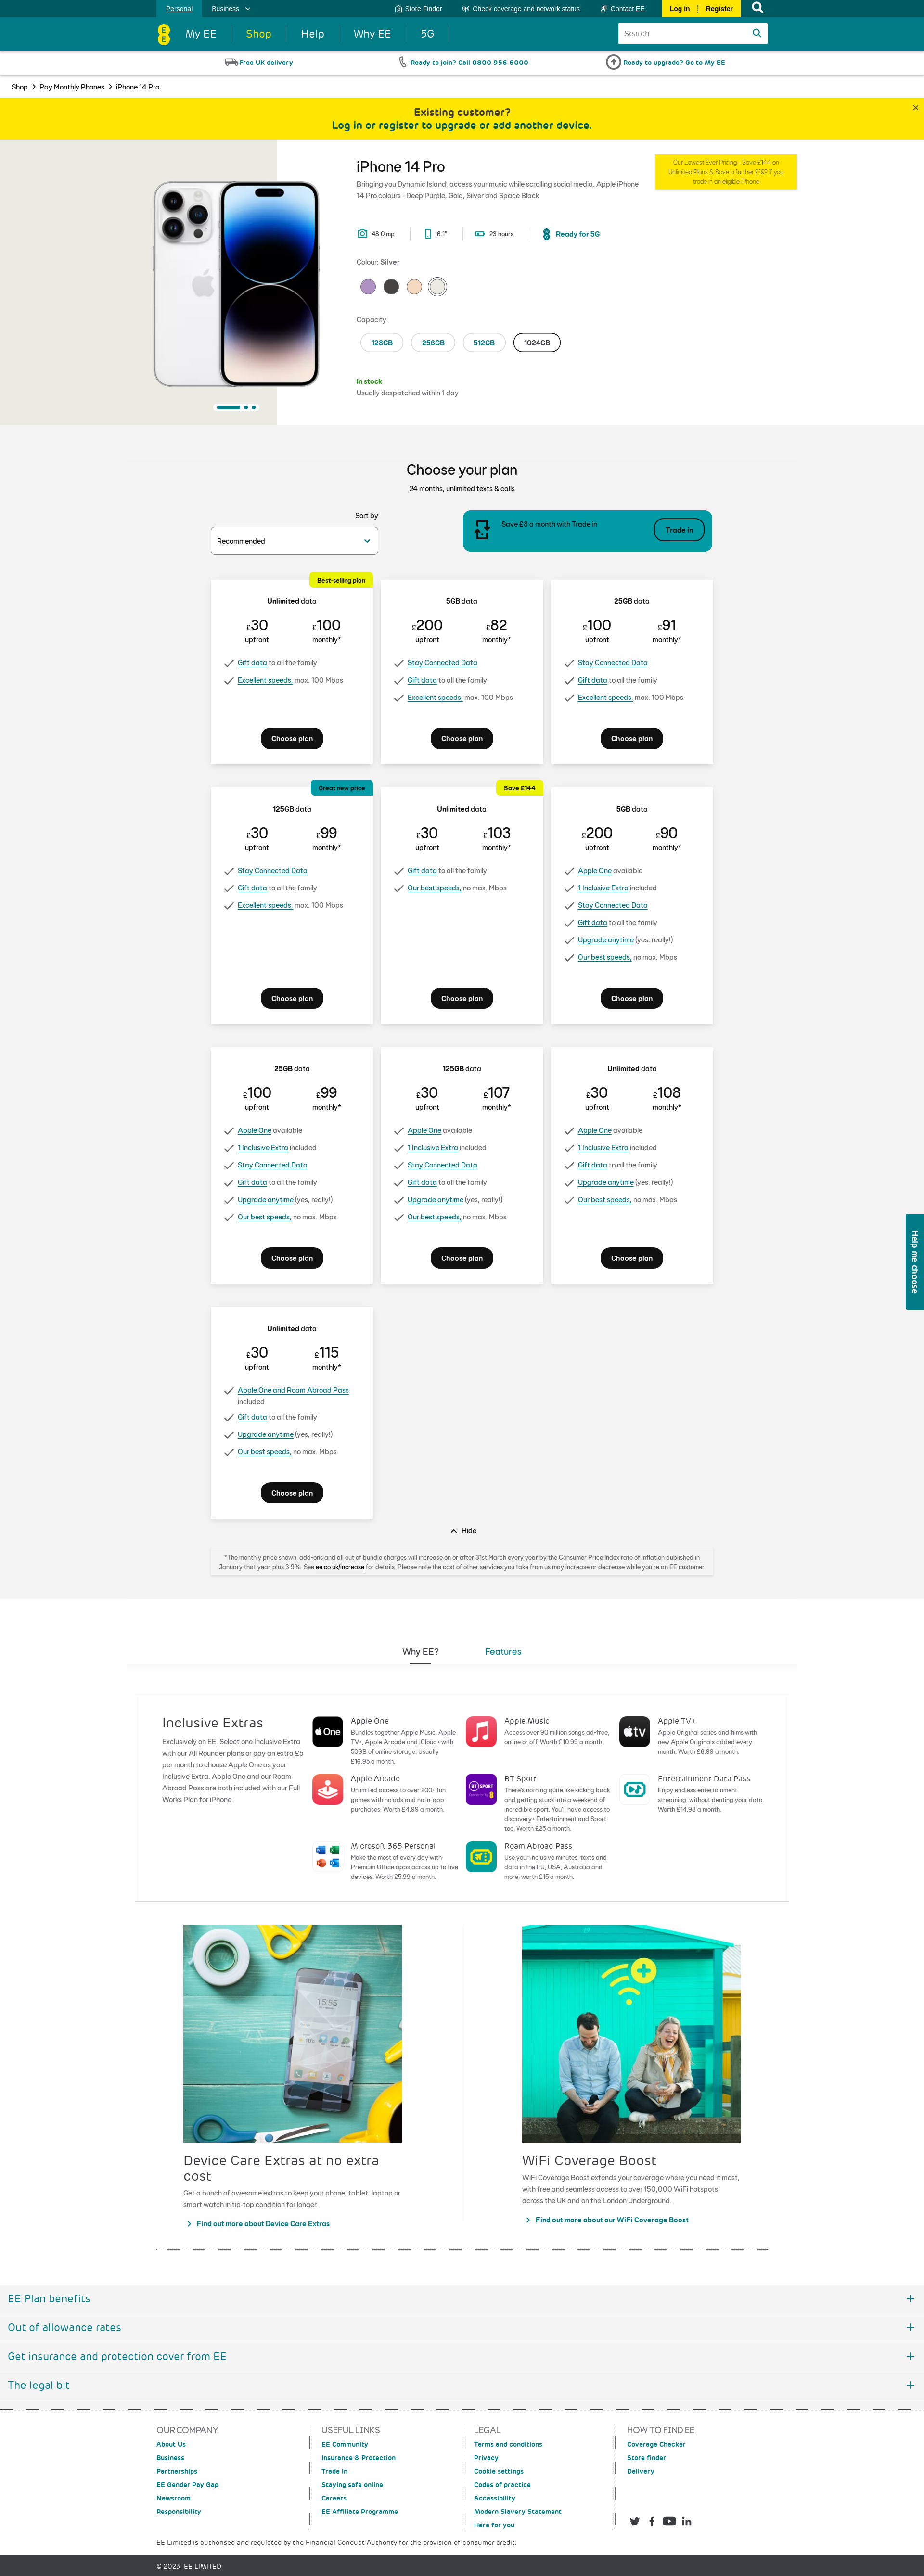 Personal Business Store Finder Check coverage and network status Contact EE Log in | Register
EE My EE Shop Help Why EE 5G Search
Free UK delivery Ready to join? Call 0800 956 6000 Ready to upgrade? Go to My EE
Shop > Pay Monthly Phones > iPhone 14 Pro
Existing customer?
Log in or register to upgrade or add another device.
iPhone 14 Pro
Bringing you Dynamic Island, access your music while scrolling social media. Apple iPhone
14 Pro colours - Deep Purple, Gold, Silver and Space Black
Our Lowest Ever Pricing - Save £144 on
Unlimited Plans & Save a further £192 if you
trade in an eligible iPhone
48.0 mp 6.1" 23 hours Ready for 5G
Colour: Silver
Capacity:
128GB 256GB 512GB 1024GB
In stock
Usually despatched within 1 day
Choose your plan
24 months, unlimited texts & calls
Sort by
Recommended
Save £8 a month with Trade in
Trade in
Best-selling plan
Unlimited data
£30 £100
upfront monthly*
Gift data to all the family
Excellent speeds, max. 100 Mbps
Choose plan
5GB data
£200 £82
upfront monthly*
Stay Connected Data
Gift data to all the family
Excellent speeds, max. 100 Mbps
Choose plan
25GB data
£100 £91
upfront monthly*
Stay Connected Data
Gift data to all the family
Excellent speeds, max. 100 Mbps
Choose plan
Great new price
125GB data
£30 £99
upfront monthly*
Stay Connected Data
Gift data to all the family
Excellent speeds, max. 100 Mbps
Choose plan
Save £144
Unlimited data
£30 £103
upfront monthly*
Gift data to all the family
Our best speeds, no max. Mbps
Choose plan
5GB data
£200 £90
upfront monthly*
Apple One available
1 Inclusive Extra included
Stay Connected Data
Gift data to all the family
Upgrade anytime (yes, really!)
Our best speeds, no max. Mbps
Choose plan
25GB data
£100 £99
upfront monthly*
Apple One available
1 Inclusive Extra included
Stay Connected Data
Gift data to all the family
Upgrade anytime (yes, really!)
Our best speeds, no max. Mbps
Choose plan
125GB data
£30 £107
upfront monthly*
Apple One available
1 Inclusive Extra included
Stay Connected Data
Gift data to all the family
Upgrade anytime (yes, really!)
Our best speeds, no max. Mbps
Choose plan
Unlimited data
£30 £108
upfront monthly*
Apple One available
1 Inclusive Extra included
Gift data to all the family
Upgrade anytime (yes, really!)
Our best speeds, no max. Mbps
Choose plan
Help me choose
Unlimited data
£30 £115
upfront monthly*
Apple One and Roam Abroad Pass
included
Gift data to all the family
Upgrade anytime (yes, really!)
Our best speeds, no max. Mbps
Choose plan
Hide
*The monthly price shown, add-ons and all out of bundle charges will increase on or after 31st March every year by the Consumer Price Index rate of inflation published in
January that year, plus 3.9%. See ee.co.uk/increase for details. Please note the cost of other services you take from us may increase or decrease while you're an EE customer.
Why EE? Features
Inclusive Extras
Exclusively on EE. Select one Inclusive Extra
with our All Rounder plans or pay an extra £5
per month to choose Apple One as your
Inclusive Extra. Apple One and our Roam
Abroad Pass are both included with our Full
Works Plan for iPhone.
One
Apple One
Bundles together Apple Music, Apple
TV+, Apple Arcade and iCloud+ with
50GB of online storage. Usually
£16.95 a month.
Apple Music
Access over 90 million songs ad-free,
online or off. Worth £10.99 a month.
tv
Apple TV+
Apple Original series and films with
new Apple Originals added every
month. Worth £6.99 a month.
Apple Arcade
Unlimited access to over 200+ fun
games with no ads and no in-app
purchases. Worth £4.99 a month.
BT SPORT
BT Sport
There's nothing quite like kicking back
and getting stuck into a weekend of
incredible sport. You'll have access to
discovery+ Entertainment and Sport
too. Worth £25 a month.
Entertainment Data Pass
Enjoy endless entertainment
streaming, without denting your data.
Worth £14.98 a month.
Microsoft 365 Personal
Make the most of every day with
Premium Office apps across up to five
devices. Worth £5.99 a month.
Roam Abroad Pass
Use your inclusive minutes, texts and
data in the EU, USA, Australia and
more, worth £15 a month.
15:55
Device Care Extras at no extra
cost
Get a bunch of awesome extras to keep your phone, tablet, laptop or
smart watch in tip-top condition for longer.
Find out more about Device Care Extras
WiFi Coverage Boost
WiFi Coverage Boost extends your coverage where you need it most,
with free and seamless access to over 150,000 WiFi hotspots
across the UK and on the London Underground.
Find out more about our WiFi Coverage Boost
EE Plan benefits
Out of allowance rates
Get insurance and protection cover from EE
The legal bit
OUR COMPANY
About Us
Business
Partnerships
EE Gender Pay Gap
Newsroom
Responsibility
USEFUL LINKS
EE Community
Insurance & Protection
Trade In
Staying safe online
Careers
EE Affiliate Programme
LEGAL
Terms and conditions
Privacy
Cookie settings
Codes of practice
Accessibility
Modern Slavery Statement
Here for you
HOW TO FIND EE
Coverage Checker
Store finder
Delivery
EE Limited is authorised and regulated by the Financial Conduct Authority for the provision of consumer credit.
© 2023 EE LIMITED